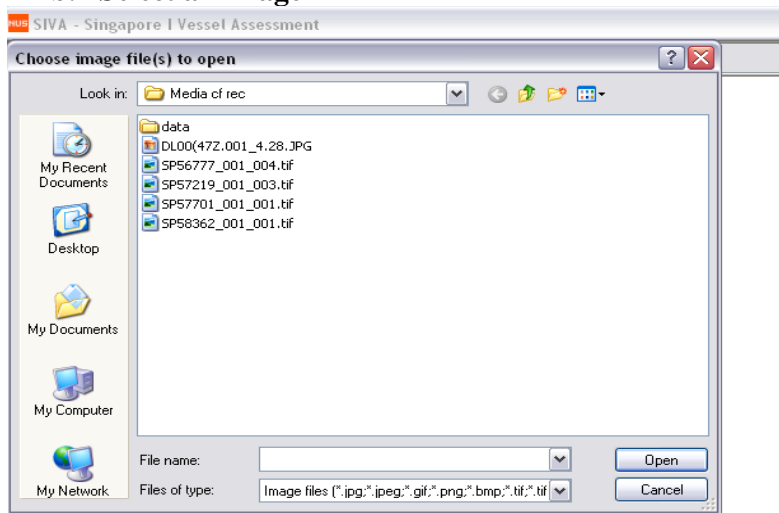 NUS SIVA - Singapore I Vessel Assessment
Choose image file(s) to open
Look in: Media cf rec
data
DL00(47Z.001_4.28.JPG
SP56777_001_004.tif
SP57219_001_003.tif
SP57701_001_001.tif
SP58362_001_001.tif
My Recent
Documents
Desktop
My Documents
My Computer
My Network
File name:
Open
Files of type: Image files (*.jpg;*.jpeg;*.gif;*.png;*.bmp;*.tif;*.tif
Cancel